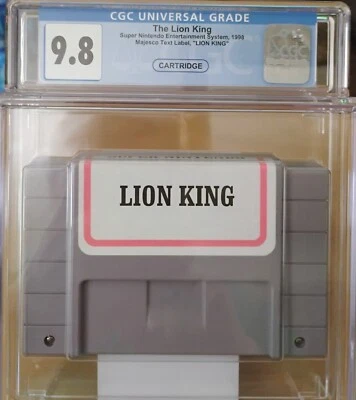 CGC UNIVERSAL GRADE
9.8
The Lion King
Super Nintendo Entertainment System, 1998
Majesco Text Label, "LION KING"
CARTRIDGE
LION KING